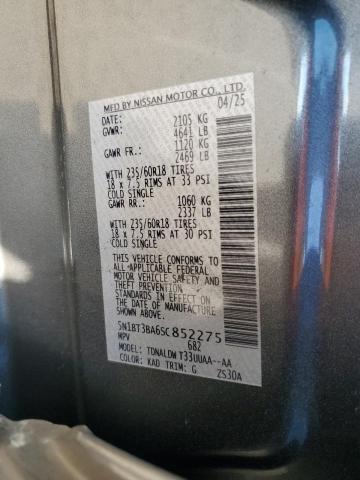 MFD BY NISSAN MOTOR CO., LTD.
DATE: 04/25
GVWR: 2105 KG
4641 LB
GAWR FR: 1120 KG
2469 LB
WITH 235/60R18 TIRES
18 x 7.5 RIMS AT 33 PSI
COLD SINGLE
GAWR RR: 1060 KG
2337 LB
WITH 235/60R18 TIRES
18 x 7.5 RIMS AT 30 PSI
COLD SINGLE
THIS VEHICLE CONFORMS TO
ALL APPLICABLE FEDERAL
MOTOR VEHICLE SAFETY AND
THEFT PREVENTION
STANDARDS IN EFFECT ON
THE DATE OF MANUFACTURE
SHOWN ABOVE.
5N1BT3BA6SC852275
MPV 682
TDNALDW T33UUAA--AA
COLOR: KAD TRIM: G ZS30A